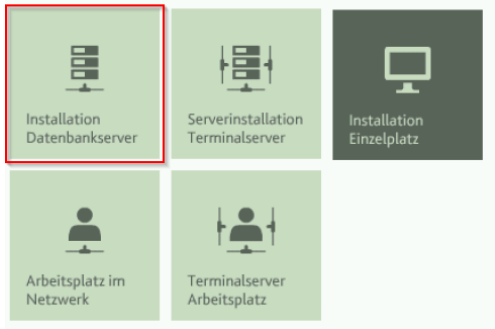 Installation
Datenbankserver
Serverinstallation
Terminalserver
Installation
Einzelplatz
Arbeitsplatz im
Netzwerk
Terminalserver
Arbeitsplatz